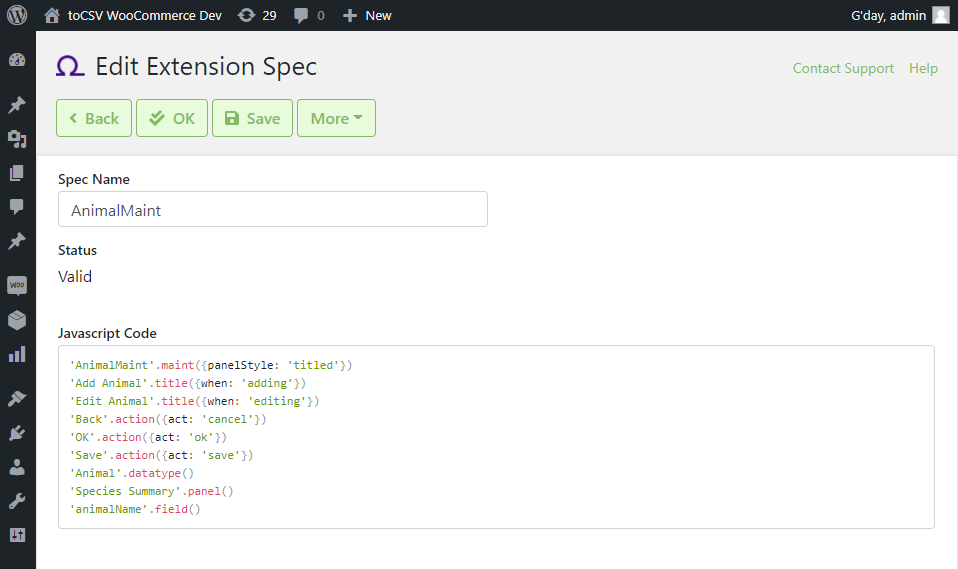 toCSV WooCommerce Dev 29 0 New G'day, admin
Ω Edit Extension Spec
Contact Support Help
Back OK Save More
Spec Name
AnimalMaint
Status
Valid
Woo
Javascript Code
'AnimalMaint'.maint({panelStyle: 'titled'})
'Add Animal'.title({when: 'adding'})
'Edit Animal'.title({when: 'editing'})
'Back'.action({act: 'cancel'})
'OK'.action({act: 'ok'})
'Save'.action({act: 'save'})
'Animal'.datatype()
'Species Summary'.panel()
'animalName'.field()